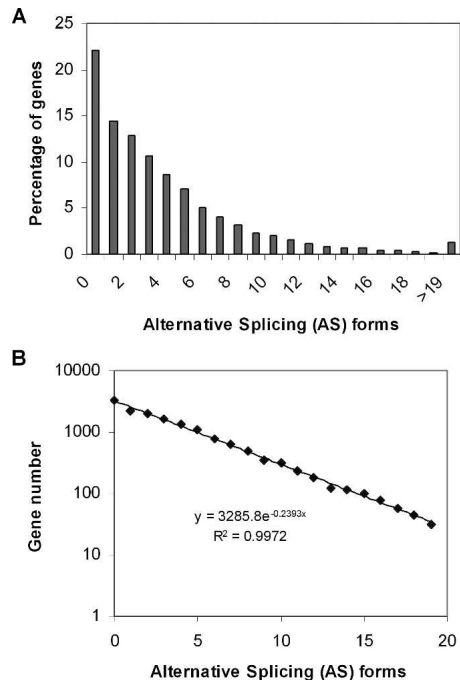 A
Percentage of genes
25
20
15
10
5
0
0 2 4 6 8 10 12 14 16 18 >19
Alternative Splicing (AS) forms
B
Gene number
10000
1000
100
10
1
y = 3285.8e^-0.2393x
R² = 0.9972
0 5 10 15 20
Alternative Splicing (AS) forms